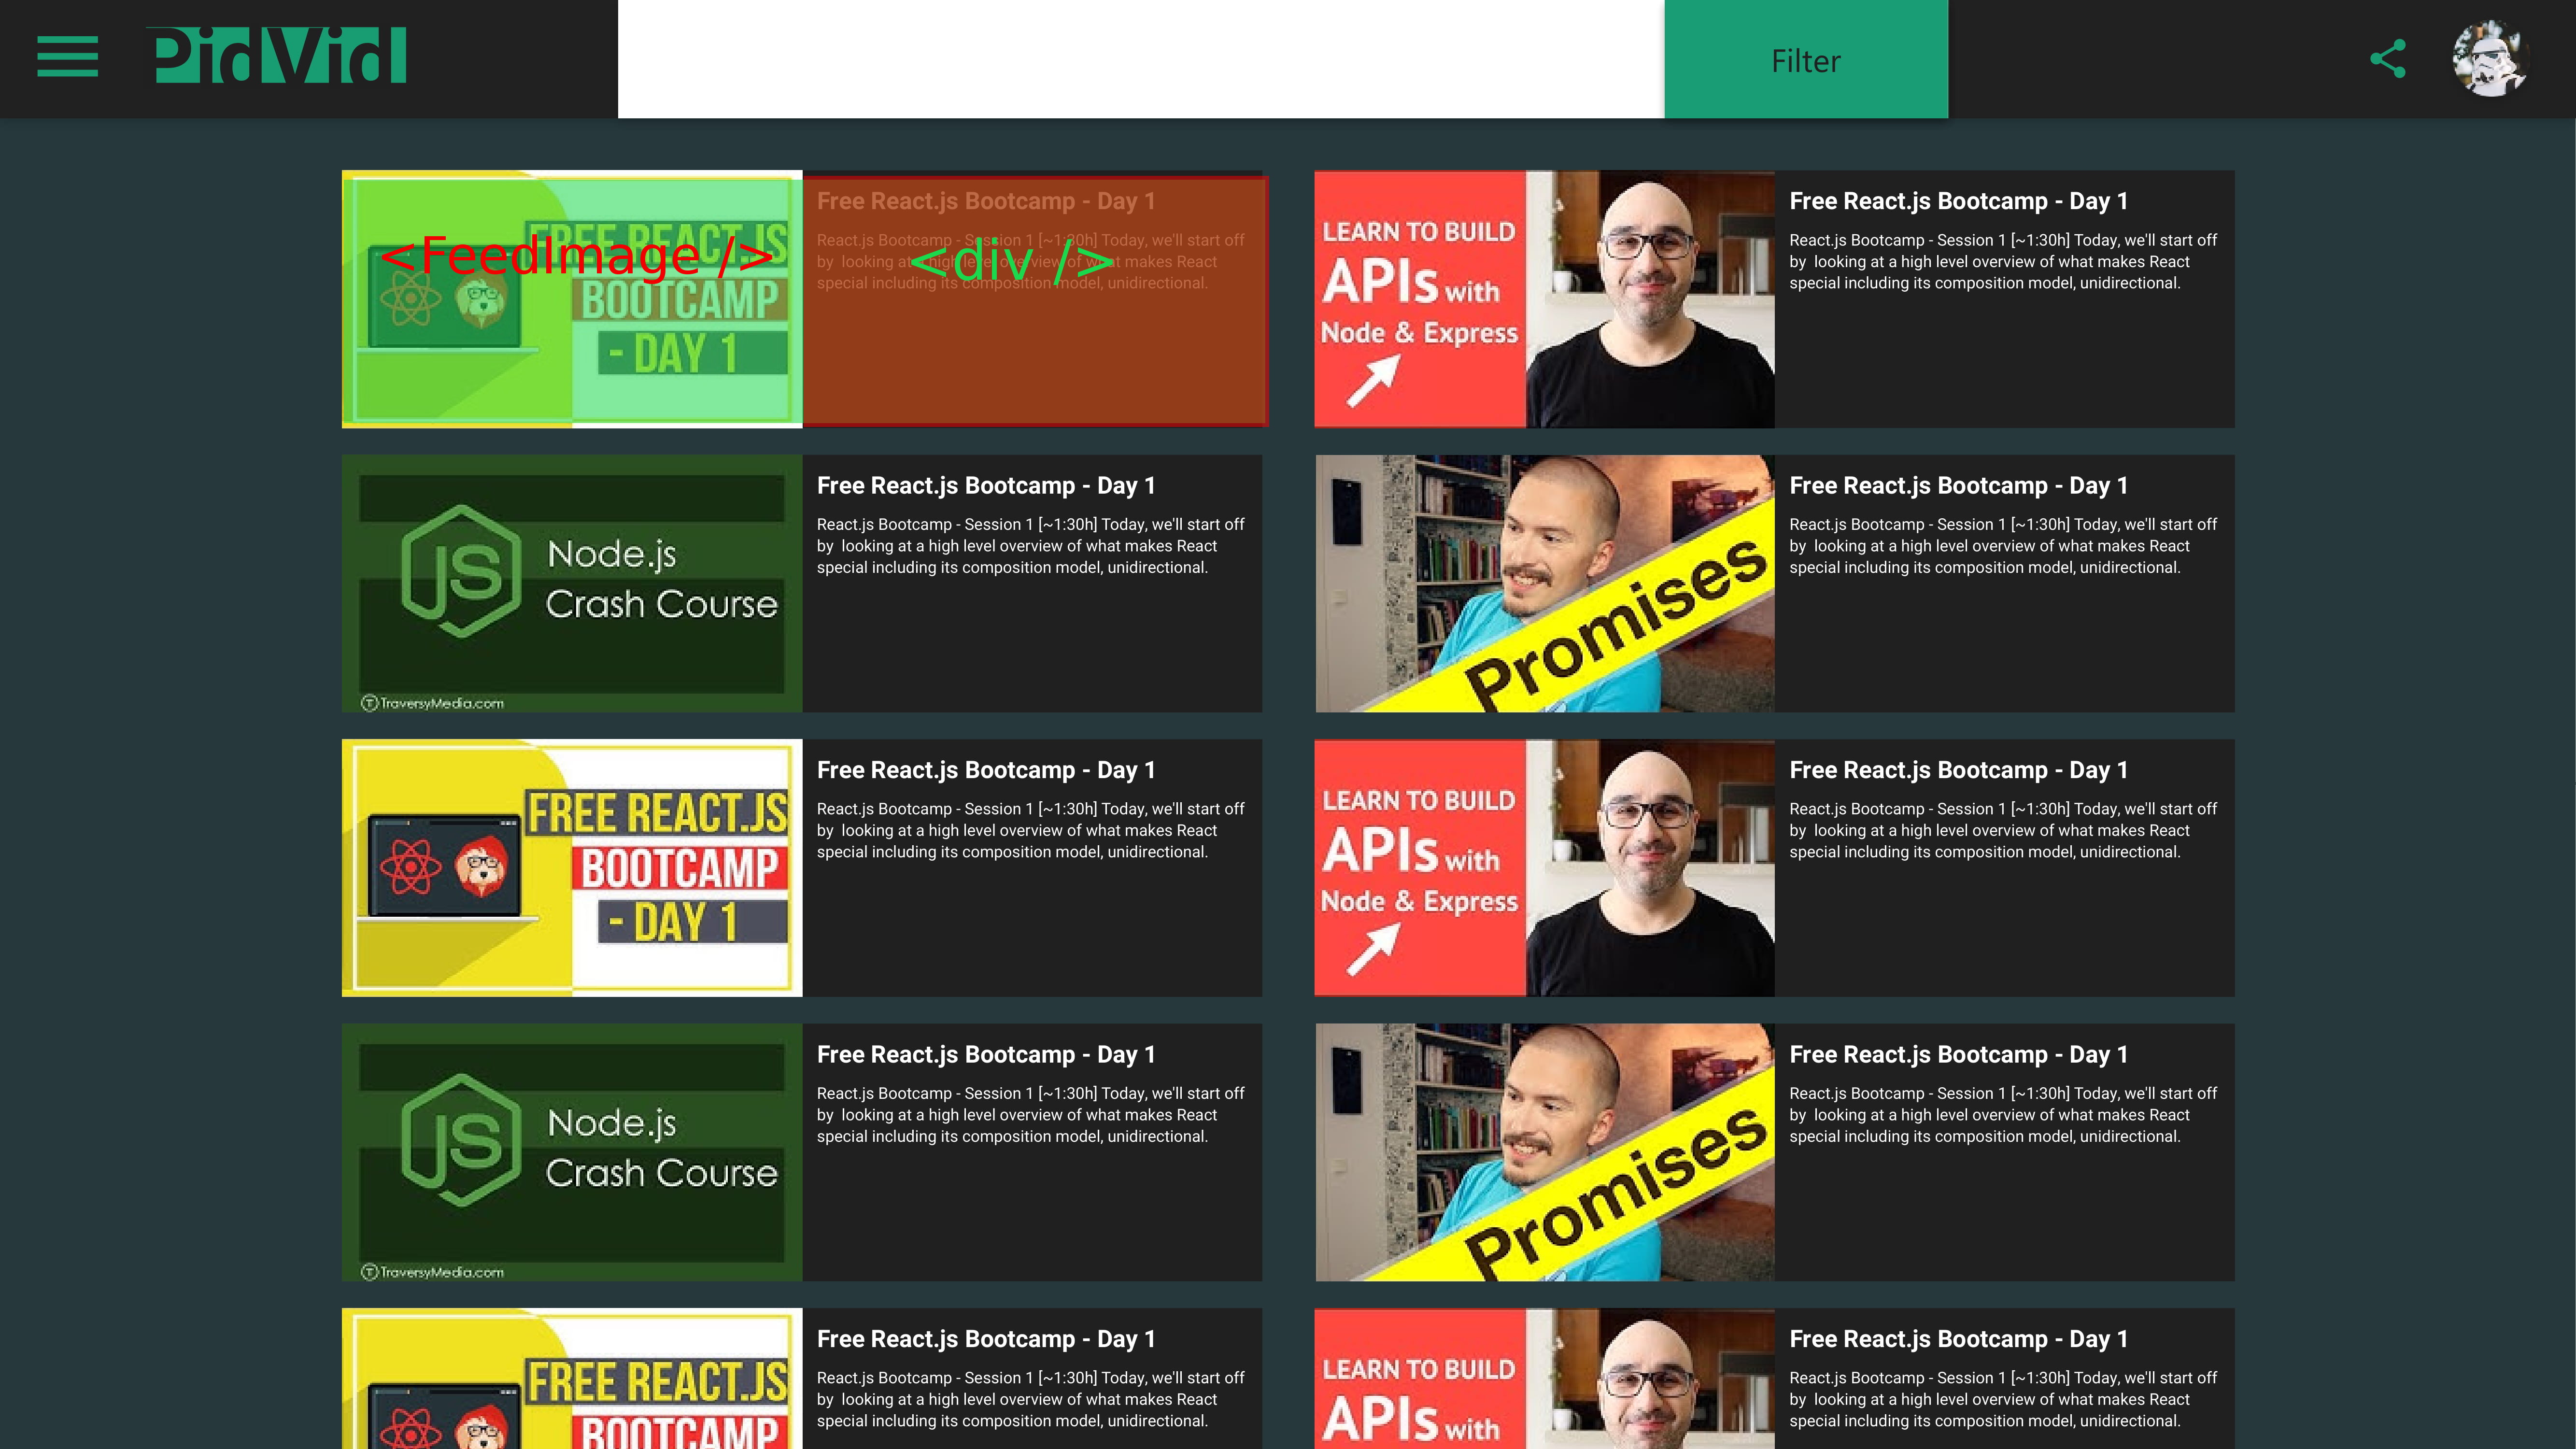 PidVid
Filter
FREE REACT.JS
BOOTCAMP
- DAY 1
<FeedImage />
Free React.js Bootcamp - Day 1
React.js Bootcamp - Session 1 [~1:30h] Today, we'll start off
by looking at a high level overview of what makes React
special including its composition model, unidirectional.
<div />
LEARN TO BUILD
APIs with
Node & Express
Free React.js Bootcamp - Day 1
React.js Bootcamp - Session 1 [~1:30h] Today, we'll start off
by looking at a high level overview of what makes React
special including its composition model, unidirectional.
JS
Node.js
Crash Course
TraversyMedia.com
Free React.js Bootcamp - Day 1
React.js Bootcamp - Session 1 [~1:30h] Today, we'll start off
by looking at a high level overview of what makes React
special including its composition model, unidirectional.
Promises
Free React.js Bootcamp - Day 1
React.js Bootcamp - Session 1 [~1:30h] Today, we'll start off
by looking at a high level overview of what makes React
special including its composition model, unidirectional.
FREE REACT.JS
BOOTCAMP
- DAY 1
Free React.js Bootcamp - Day 1
React.js Bootcamp - Session 1 [~1:30h] Today, we'll start off
by looking at a high level overview of what makes React
special including its composition model, unidirectional.
LEARN TO BUILD
APIs with
Node & Express
Free React.js Bootcamp - Day 1
React.js Bootcamp - Session 1 [~1:30h] Today, we'll start off
by looking at a high level overview of what makes React
special including its composition model, unidirectional.
JS
Node.js
Crash Course
TraversyMedia.com
Free React.js Bootcamp - Day 1
React.js Bootcamp - Session 1 [~1:30h] Today, we'll start off
by looking at a high level overview of what makes React
special including its composition model, unidirectional.
Promises
Free React.js Bootcamp - Day 1
React.js Bootcamp - Session 1 [~1:30h] Today, we'll start off
by looking at a high level overview of what makes React
special including its composition model, unidirectional.
FREE REACT.JS
BOOTCAMP
Free React.js Bootcamp - Day 1
React.js Bootcamp - Session 1 [~1:30h] Today, we'll start off
by looking at a high level overview of what makes React
special including its composition model, unidirectional.
LEARN TO BUILD
APIs with
Free React.js Bootcamp - Day 1
React.js Bootcamp - Session 1 [~1:30h] Today, we'll start off
by looking at a high level overview of what makes React
special including its composition model, unidirectional.